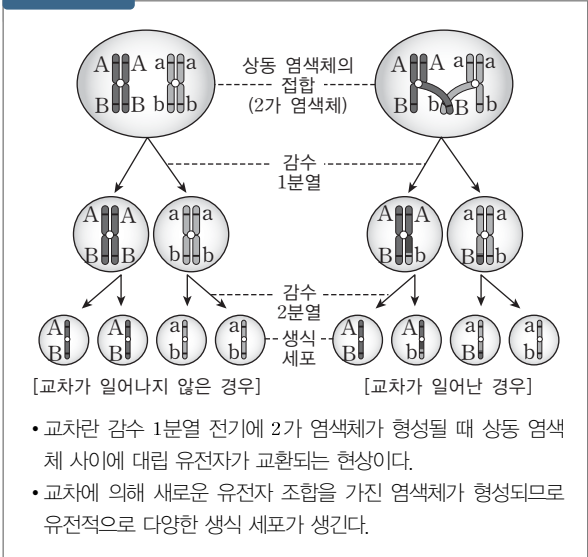 A A a a
B B b b
상동 염색체의
접합
(2가 염색체)
A A a a
B b B b
감수
1분열
A A a a
B B b b
A A a a
B b B b
감수
2분열
A A a a
B B b b
생식
세포
A A a a
B b B b
[교차가 일어나지 않은 경우] [교차가 일어난 경우]
• 교차란 감수 1분열 전기에 2가 염색체가 형성될 때 상동 염색
체 사이에 대립 유전자가 교환되는 현상이다.
• 교차에 의해 새로운 유전자 조합을 가진 염색체가 형성되므로
유전적으로 다양한 생식 세포가 생긴다.